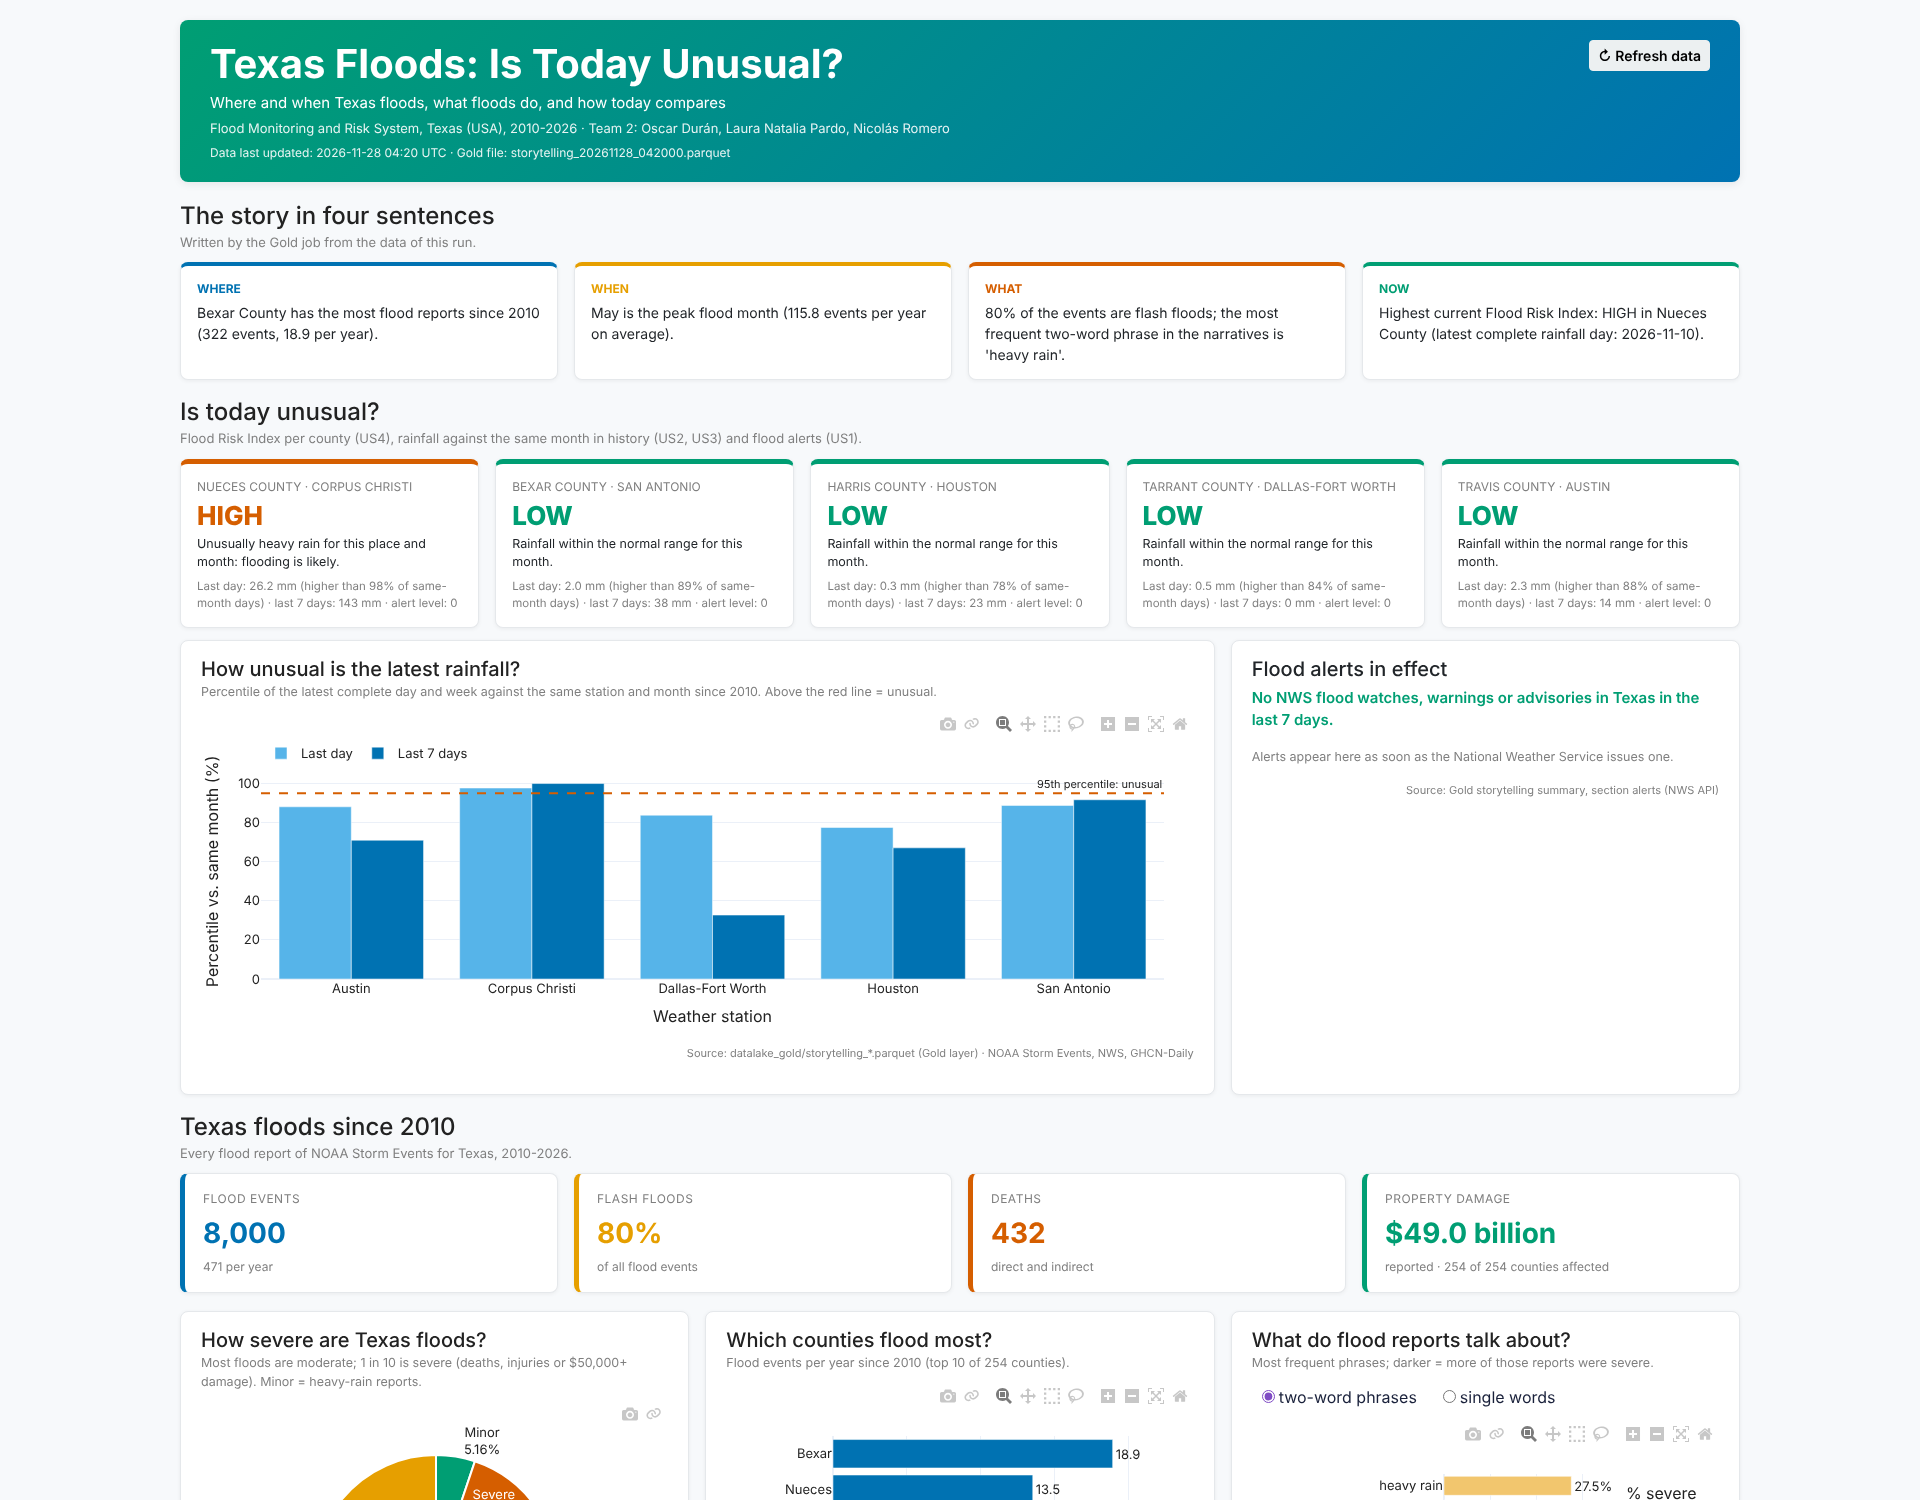 Texas Floods: Is Today Unusual?
↻ Refresh data
Where and when Texas floods, what floods do, and how today compares
Flood Monitoring and Risk System, Texas (USA), 2010-2026 · Team 2: Oscar Durán, Laura Natalia Pardo, Nicolás Romero
Data last updated: 2026-11-28 04:20 UTC · Gold file: storytelling_20261128_042000.parquet
The story in four sentences
Written by the Gold job from the data of this run.
WHERE
Bexar County has the most flood reports since 2010
(322 events, 18.9 per year).
WHEN
May is the peak flood month (115.8 events per year
on average).
WHAT
80% of the events are flash floods; the most
frequent two-word phrase in the narratives is
'heavy rain'.
NOW
Highest current Flood Risk Index: HIGH in Nueces
County (latest complete rainfall day: 2026-11-10).
Is today unusual?
Flood Risk Index per county (US4), rainfall against the same month in history (US2, US3) and flood alerts (US1).
NUECES COUNTY · CORPUS CHRISTI
HIGH
Unusually heavy rain for this place and
month: flooding is likely.
Last day: 26.2 mm (higher than 98% of same-
month days) · last 7 days: 143 mm · alert level: 0
BEXAR COUNTY · SAN ANTONIO
LOW
Rainfall within the normal range for this
month.
Last day: 2.0 mm (higher than 89% of same-
month days) · last 7 days: 38 mm · alert level: 0
HARRIS COUNTY · HOUSTON
LOW
Rainfall within the normal range for this
month.
Last day: 0.3 mm (higher than 78% of same-
month days) · last 7 days: 23 mm · alert level: 0
TARRANT COUNTY · DALLAS-FORT WORTH
LOW
Rainfall within the normal range for this
month.
Last day: 0.5 mm (higher than 84% of same-
month days) · last 7 days: 0 mm · alert level: 0
TRAVIS COUNTY · AUSTIN
LOW
Rainfall within the normal range for this
month.
Last day: 2.3 mm (higher than 88% of same-
month days) · last 7 days: 14 mm · alert level: 0
How unusual is the latest rainfall?
Percentile of the latest complete day and week against the same station and month since 2010. Above the red line = unusual.
Last day
Last 7 days
Percentile vs. same month (%)
100
80
60
40
20
0
95th percentile: unusual
Austin
Corpus Christi
Dallas-Fort Worth
Houston
San Antonio
Weather station
Source: datalake_gold/storytelling_*.parquet (Gold layer) · NOAA Storm Events, NWS, GHCN-Daily
Flood alerts in effect
No NWS flood watches, warnings or advisories in Texas in the
last 7 days.
Alerts appear here as soon as the National Weather Service issues one.
Source: Gold storytelling summary, section alerts (NWS API)
Texas floods since 2010
Every flood report of NOAA Storm Events for Texas, 2010-2026.
FLOOD EVENTS
8,000
471 per year
FLASH FLOODS
80%
of all flood events
DEATHS
432
direct and indirect
PROPERTY DAMAGE
$49.0 billion
reported · 254 of 254 counties affected
How severe are Texas floods?
Most floods are moderate; 1 in 10 is severe (deaths, injuries or $50,000+
damage). Minor = heavy-rain reports.
Minor
5.16%
Severe
Which counties flood most?
Flood events per year since 2010 (top 10 of 254 counties).
Bexar
18.9
Nueces
13.5
What do flood reports talk about?
Most frequent phrases; darker = more of those reports were severe.
two-word phrases
single words
heavy rain
27.5%
% severe